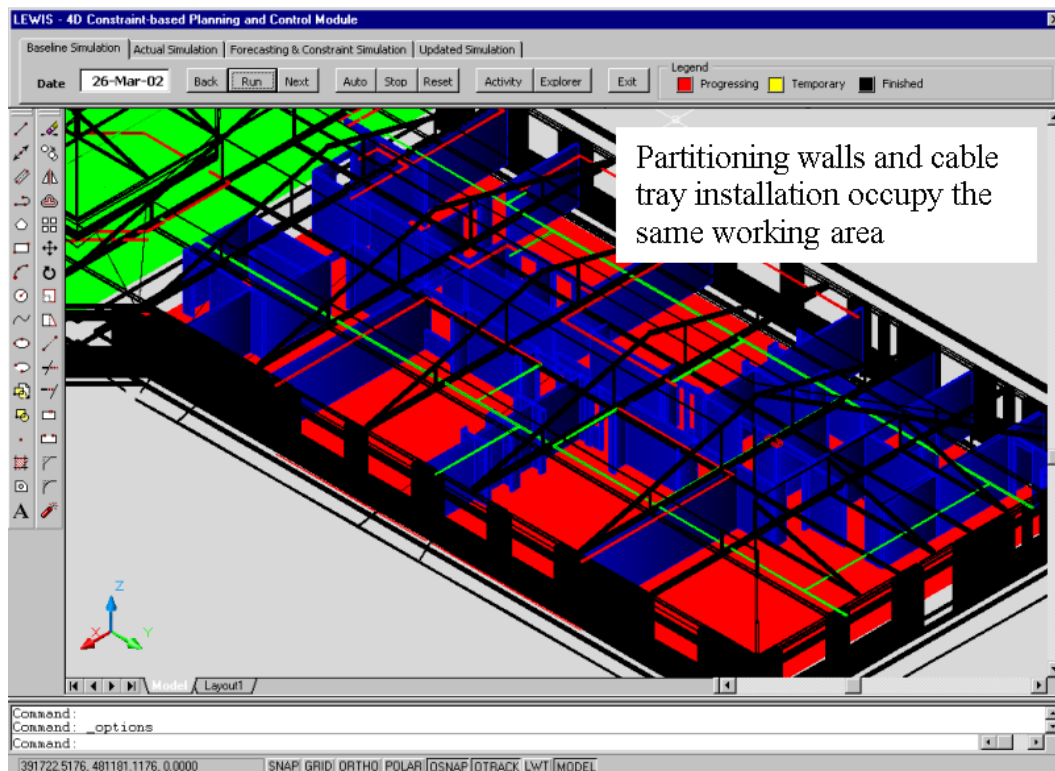 LEWIS - 4D Constraint-based Planning and Control Module
Baseline Simulation Actual Simulation Forecasting & Constraint Simulation Updated Simulation
Legend
Date 26-Mar-02 Back Run Next Auto Stop Reset Activity Explorer Exit Progressing Temporary Finished
Partitioning walls and cable
tray installation occupy the
same working area
A
Z
X Y
Model Layout1
Command:
Command: _options
Command:
391722.5176, 481181.1176, 0.0000 SNAP GRID ORTHO POLAR OSNAP OTRACK LWT MODEL